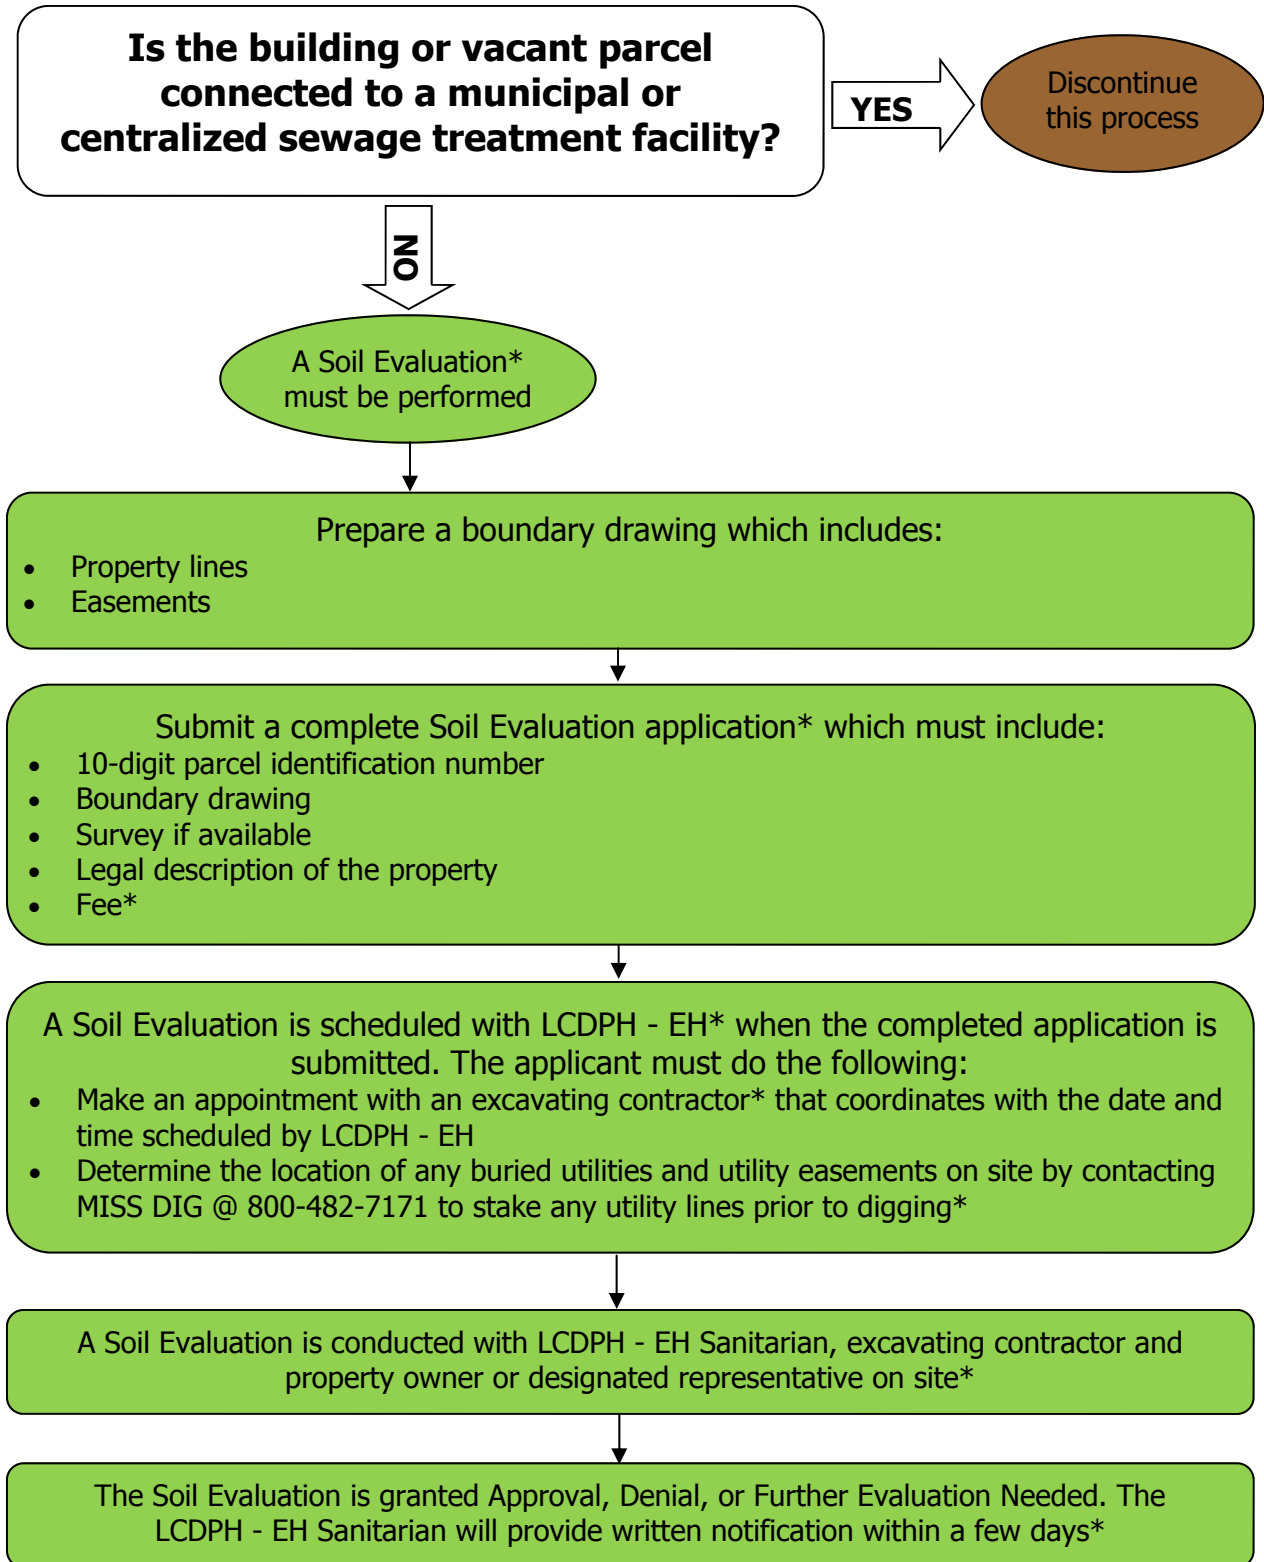 Is the building or vacant parcel
connected to a municipal or
centralized sewage treatment facility?
YES
Discontinue
this process
NO
A Soil Evaluation*
must be performed
Prepare a boundary drawing which includes:
• Property lines
• Easements
Submit a complete Soil Evaluation application* which must include:
• 10-digit parcel identification number
• Boundary drawing
• Survey if available
• Legal description of the property
• Fee*
A Soil Evaluation is scheduled with LCDPH - EH* when the completed application is
submitted. The applicant must do the following:
• Make an appointment with an excavating contractor* that coordinates with the date and
time scheduled by LCDPH - EH
• Determine the location of any buried utilities and utility easements on site by contacting
MISS DIG @ 800-482-7171 to stake any utility lines prior to digging*
A Soil Evaluation is conducted with LCDPH - EH Sanitarian, excavating contractor and
property owner or designated representative on site*
The Soil Evaluation is granted Approval, Denial, or Further Evaluation Needed. The
LCDPH - EH Sanitarian will provide written notification within a few days*